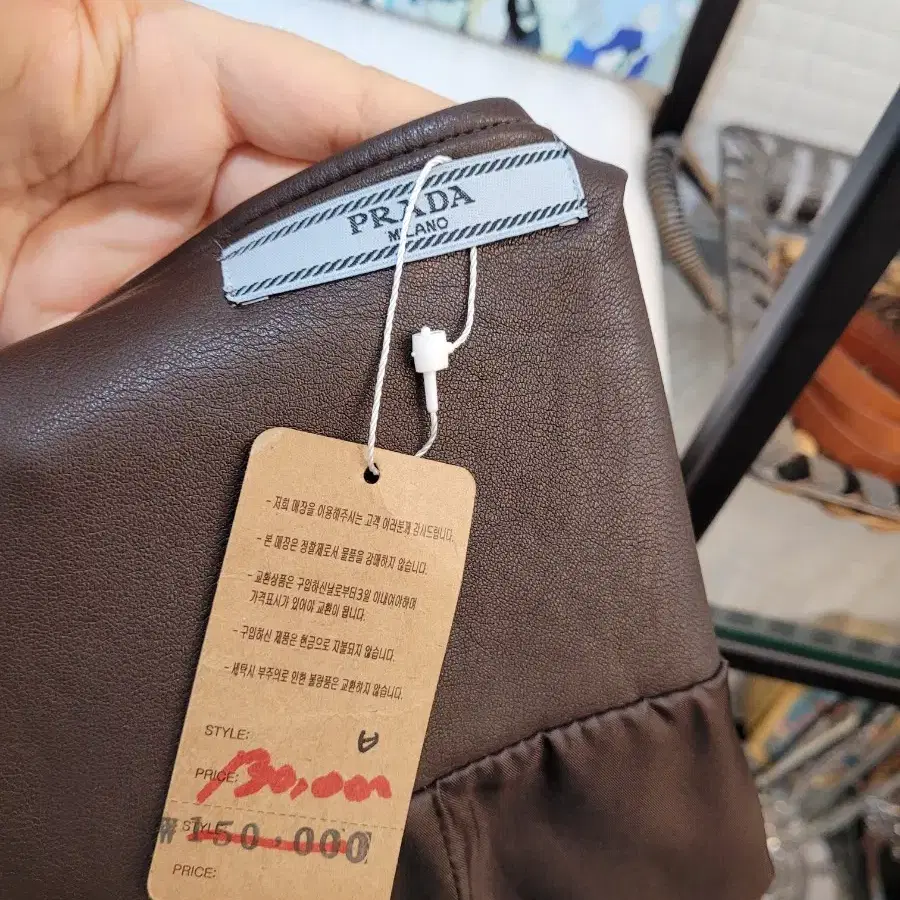 PRADA
MILANO
- 저희 매장을 이용해주시는 고객 여러분께 감사드립니다.
- 본 매장은 정찰제로서 물품을 강매하지 않습니다.
- 교환상품은 구입하신날로부터3일 이내어야하며
가격표시가 있어야 교환이 됩니다.
- 구입하신 제품은 현금으로 지불되지 않습니다.
- 세탁시 부주의로 인한 불량품은 교환하지 않습니다.
STYLE:
PRICE: 130,000
STYLE
₩150,000
PRICE: